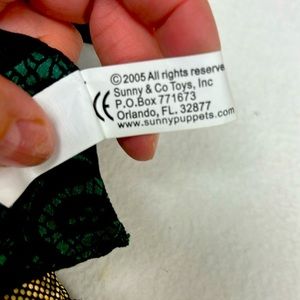 ©2005 All rights reserve
Sunny & Co Toys, Inc
P.O.Box 771673
Orlando, FL. 32877
www.sunnypuppets.com
CE